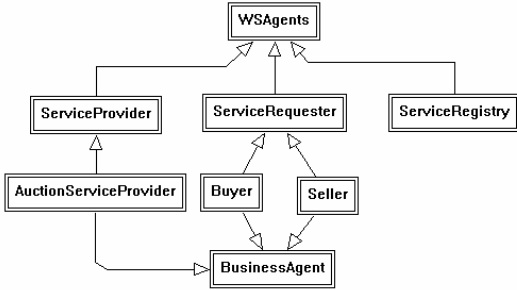 WSAgents
ServiceProvider
ServiceRequester
ServiceRegistry
AuctionServiceProvider
Buyer
Seller
BusinessAgent